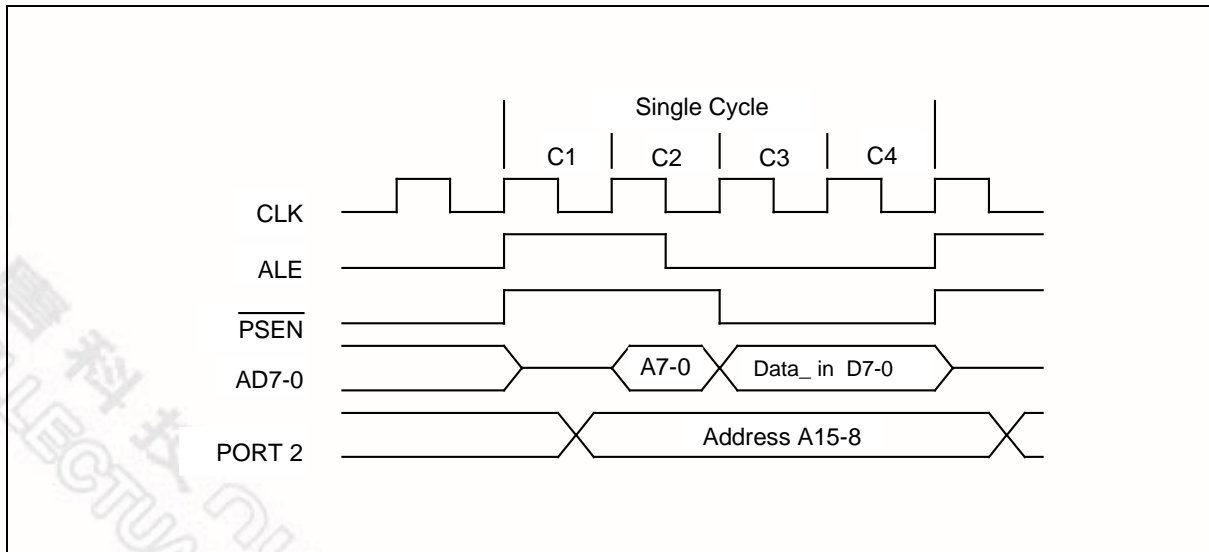 Single Cycle
C1 C2 C3 C4
CLK
ALE
PSEN
AD7-0 A7-0 Data_ in D7-0
PORT 2 Address A15-8